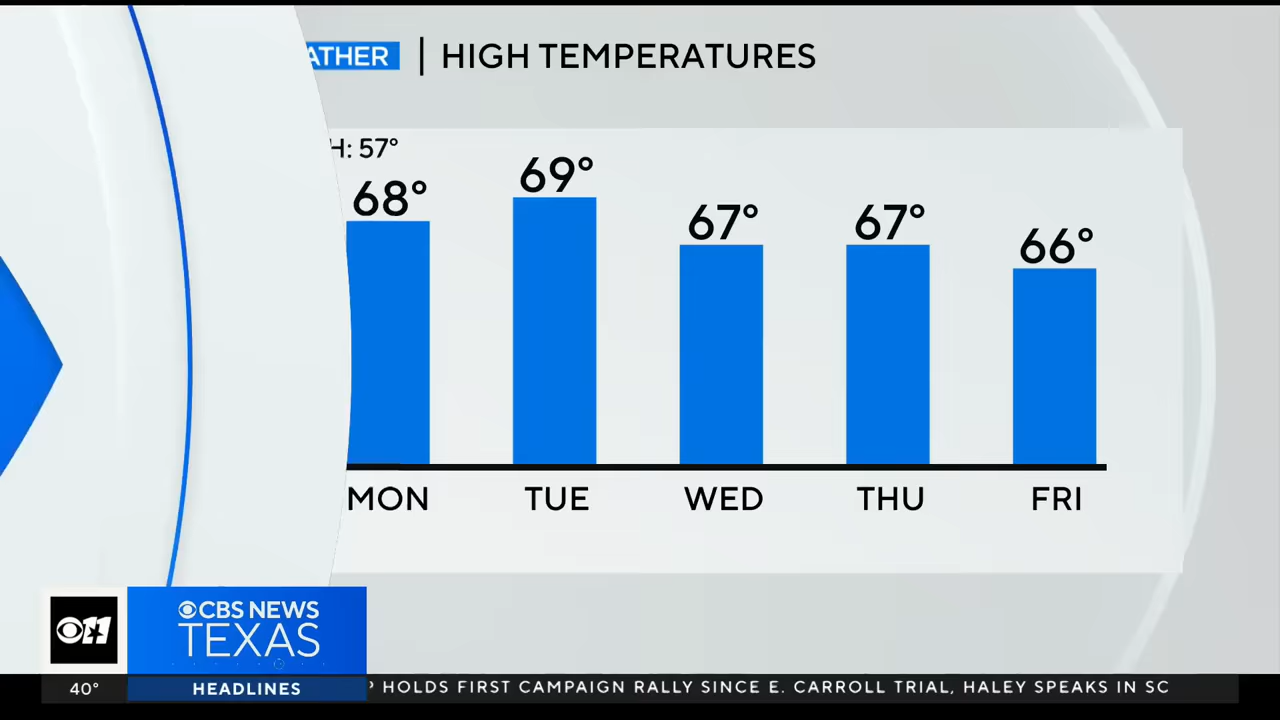 ATHER | HIGH TEMPERATURES
H: 57°
68° 69° 67° 67° 66°
MON TUE WED THU FRI
11
CBS NEWS
TEXAS
40° HEADLINES P HOLDS FIRST CAMPAIGN RALLY SINCE E. CARROLL TRIAL, HALEY SPEAKS IN SC